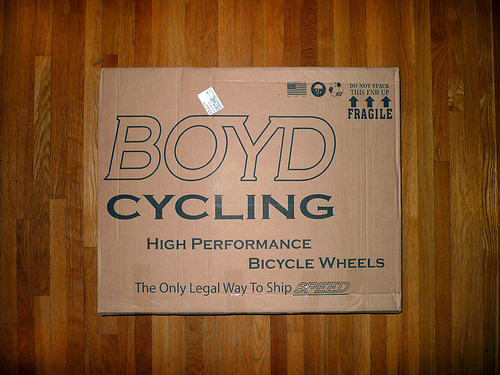 DO NOT STACK
THIS END UP
FRAGILE
BOYD
CYCLING
HIGH PERFORMANCE
BICYCLE WHEELS
The Only Legal Way To Ship SPEED